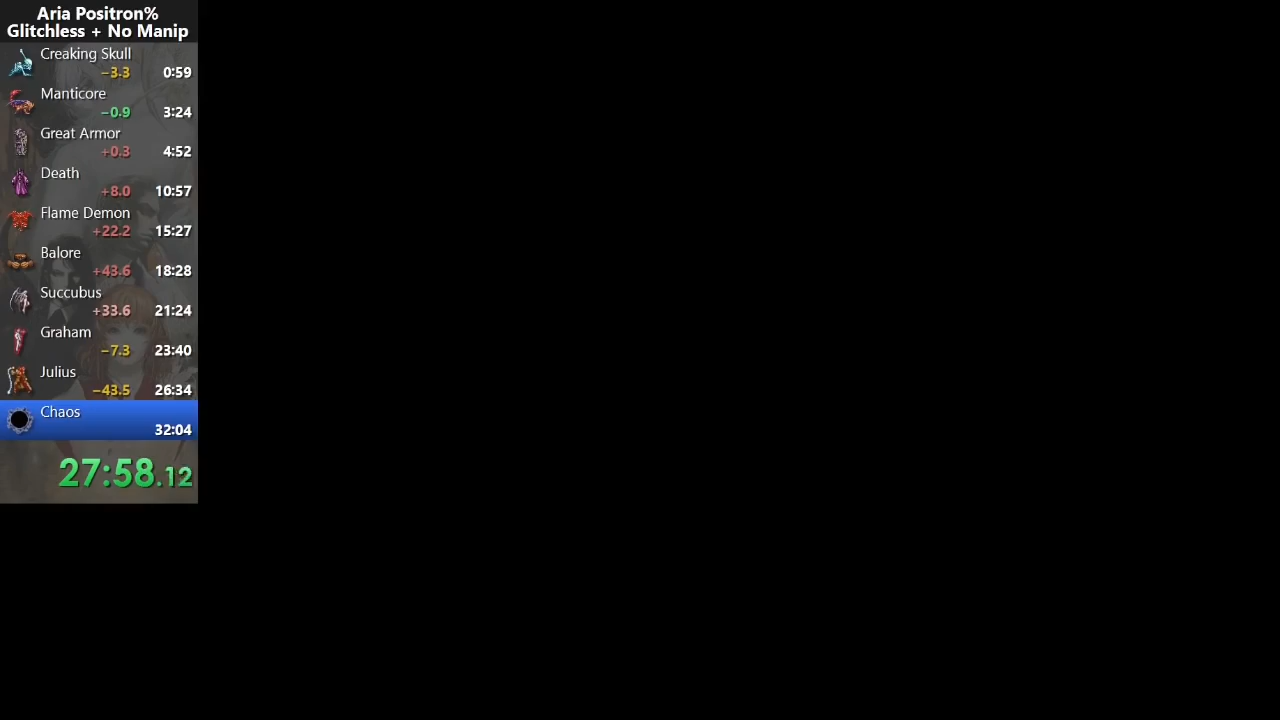 Aria Positron%
Glitchless + No Manip
Creaking Skull
−3.3 0:59
Manticore
−0.9 3:24
Great Armor
+0.3 4:52
Death
+8.0 10:57
Flame Demon
+22.2 15:27
Balore
+43.6 18:28
Succubus
+33.6 21:24
Graham
−7.3 23:40
Julius
−43.5 26:34
Chaos
32:04
27:58.12